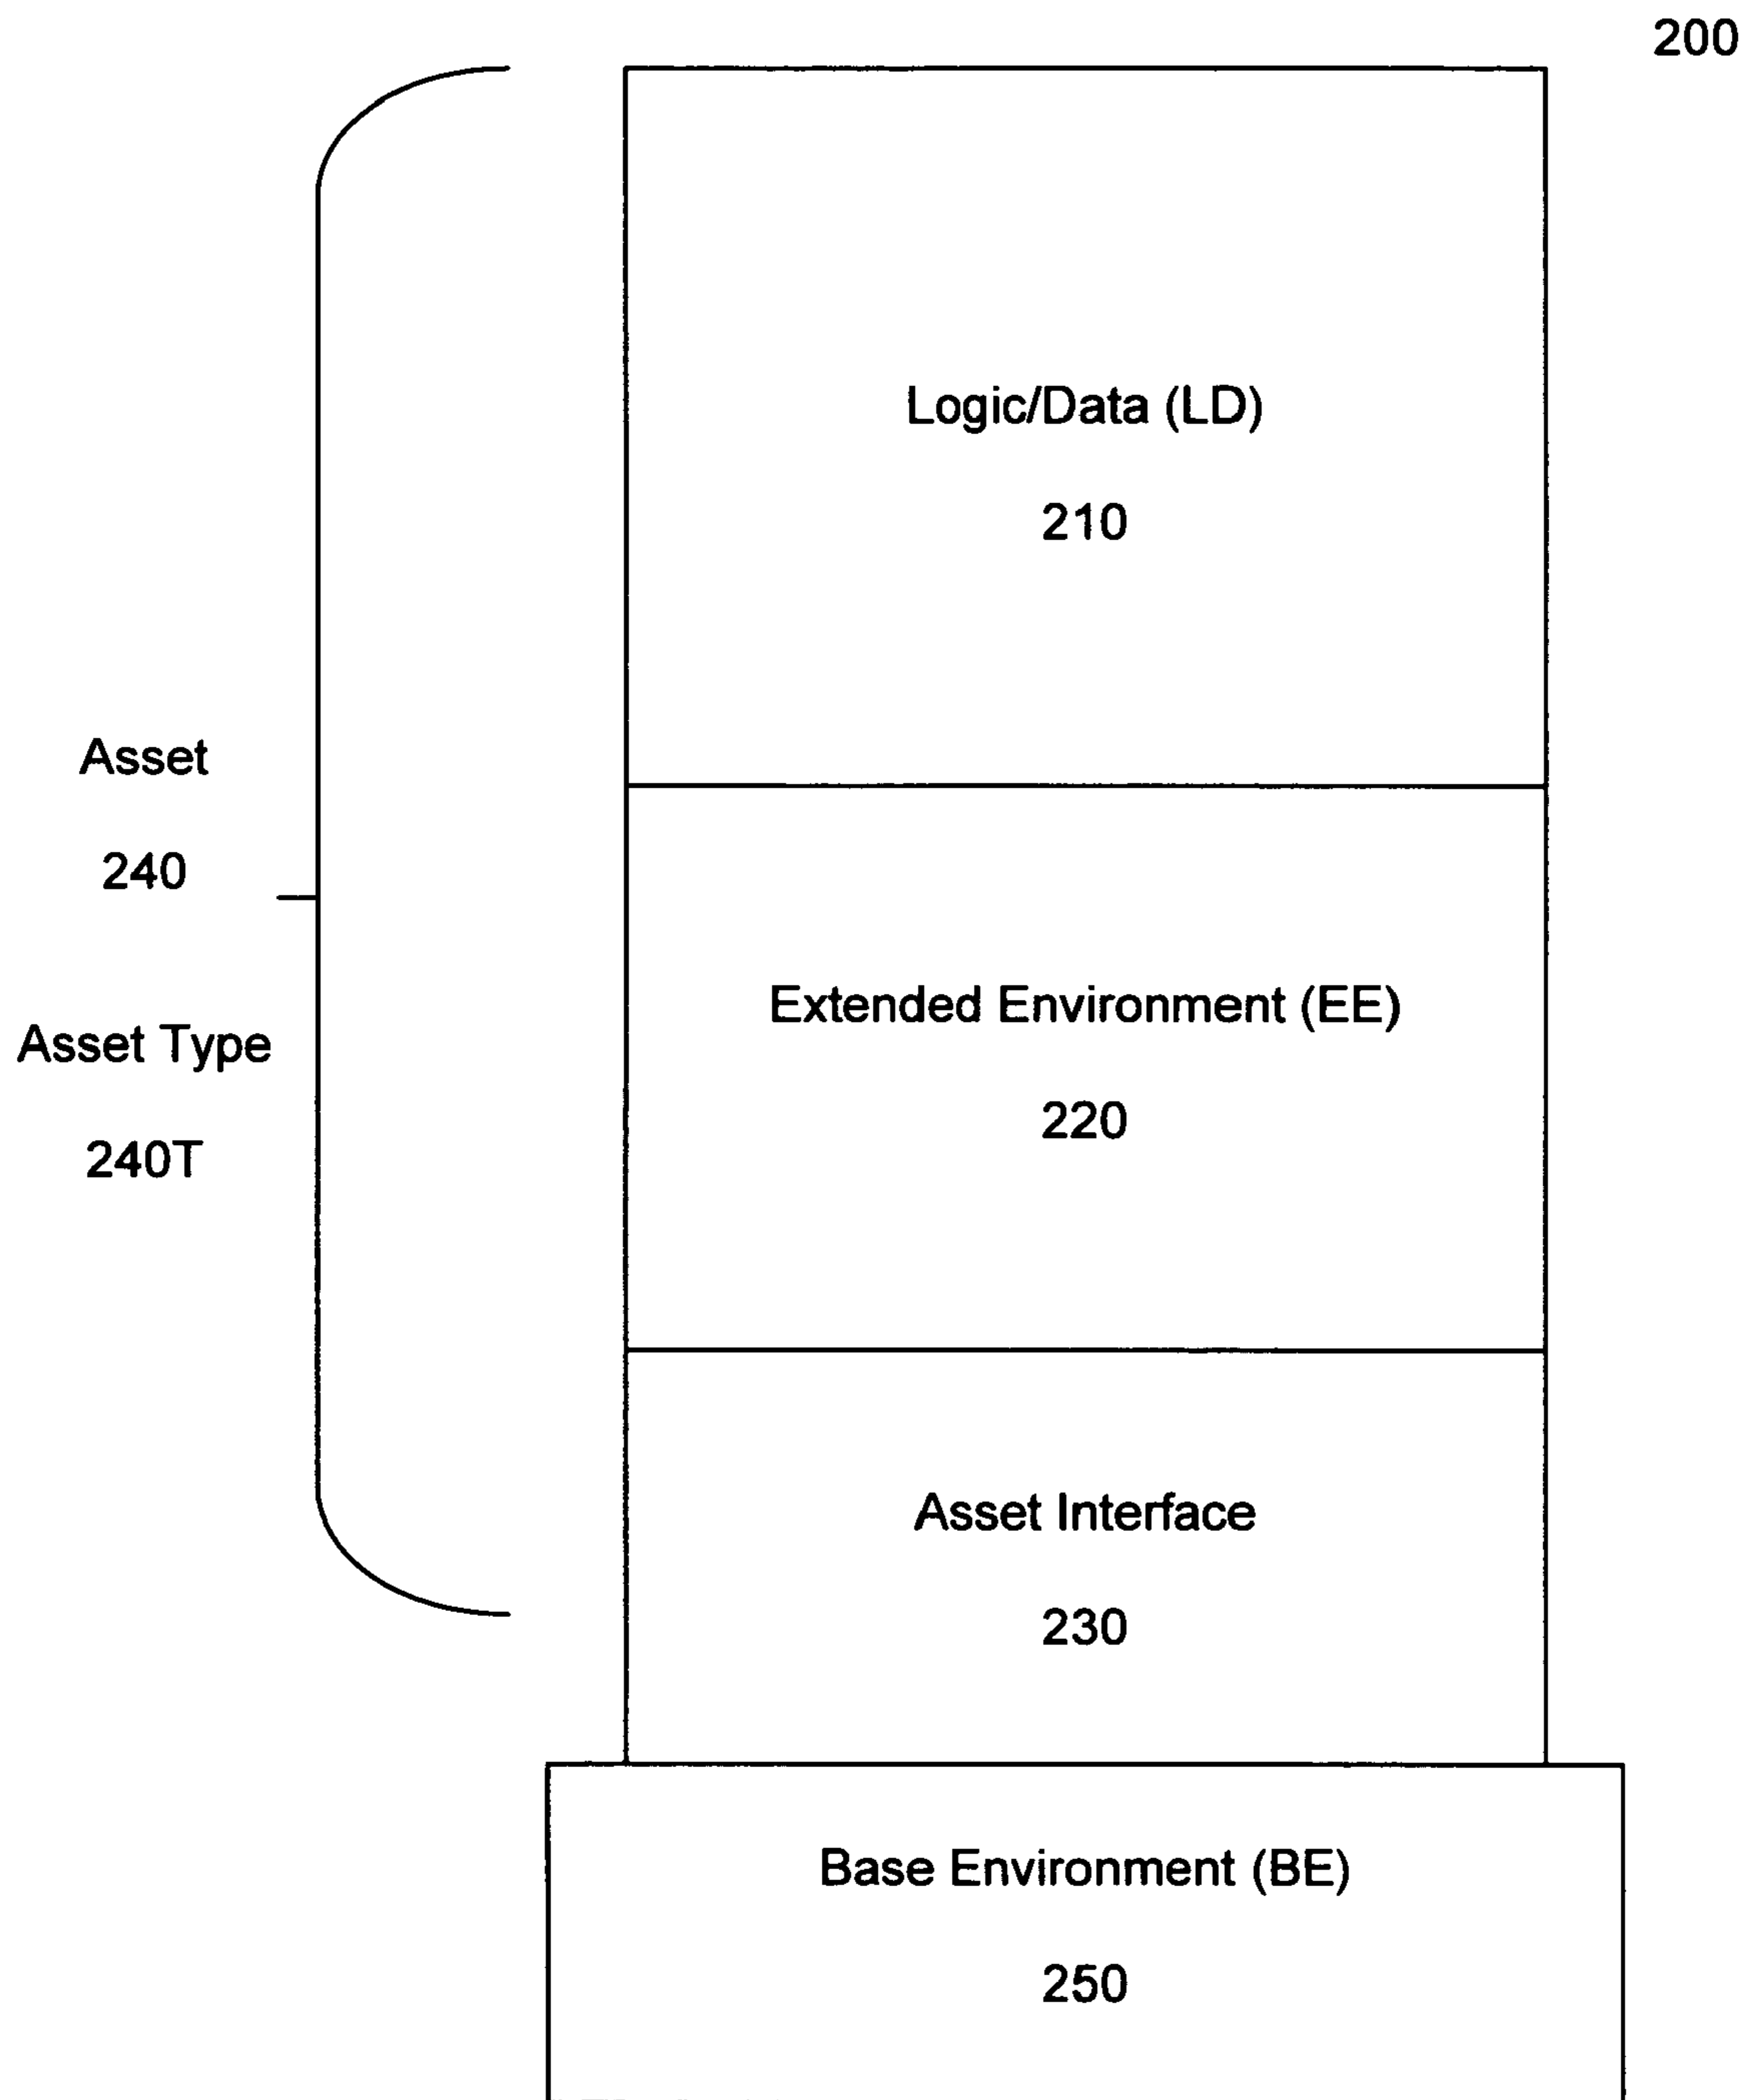 200
Logic/Data (LD)
210
Asset
240
Asset Type
240T
Extended Environment (EE)
220
Asset Interface
230
Base Environment (BE)
250